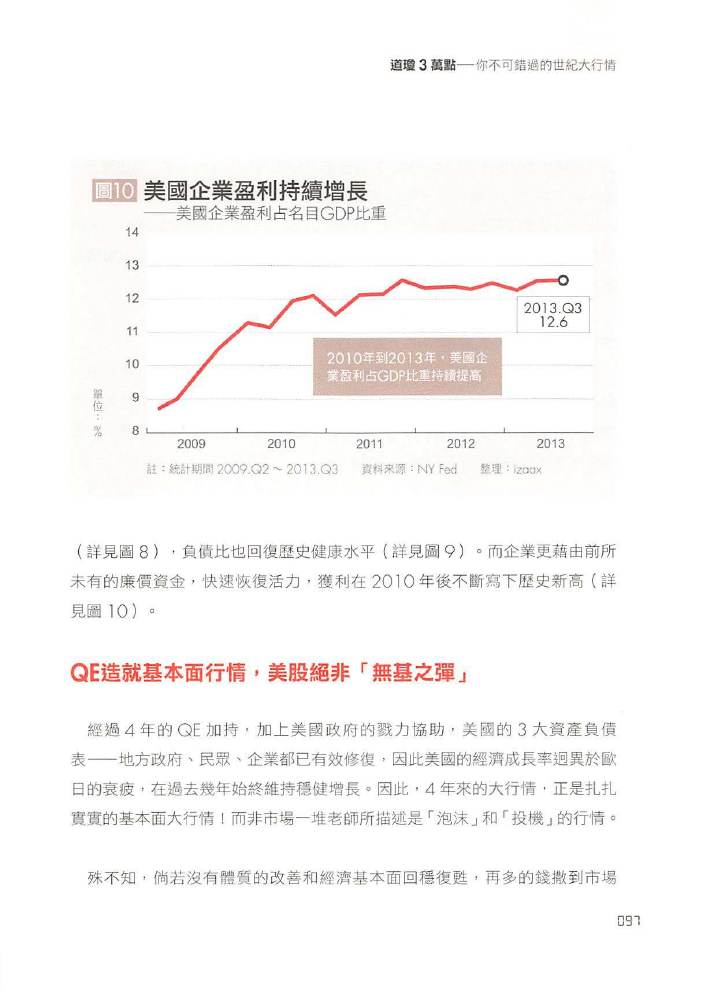 道瓊3萬點——你不可錯過的世紀大行情
圖10 美國企業盈利持續增長
——美國企業盈利占名目GDP比重
14
13
12
11
10
9
8
單位：%
2013.Q3
12.6
2010年到2013年，美國企
業盈利占GDP比重持續提高
2009 2010 2011 2012 2013
註：統計期間2009.Q2～2013.Q3 資料來源：NY Fed 整理：izaax
（詳見圖8），負債比也回復歷史健康水平（詳見圖9）。而企業更藉由前所
未有的廉價資金，快速恢復活力，獲利在2010年後不斷寫下歷史新高（詳
見圖10）。
QE造就基本面行情，美股絕非「無基之彈」
經過4年的QE加持，加上美國政府的戮力協助，美國的3大資產負債
表——地方政府、民眾、企業都已有效修復，因此美國的經濟成長率迥異於歐
日的衰疲，在過去幾年始終維持穩健增長。因此，4年來的大行情，正是扎扎
實實的基本面大行情！而非市場一堆老師所描述是「泡沫」和「投機」的行情。
殊不知，倘若沒有體質的改善和經濟基本面回穩復甦，再多的錢撒到市場
097